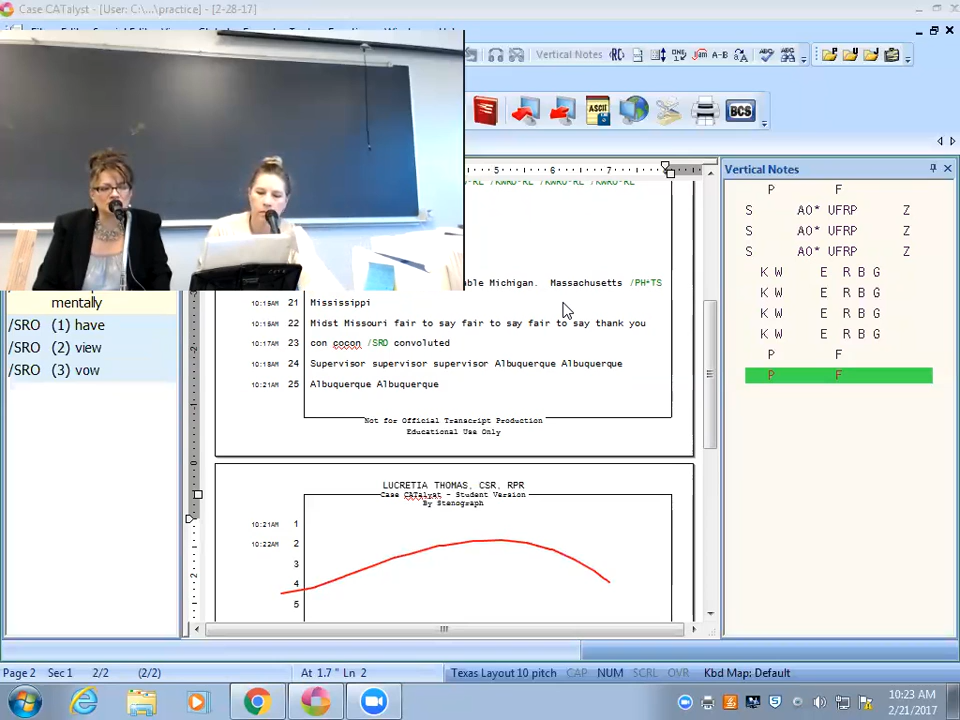 Case CATalyst - [User: C:\...\practice] - [2-28-17]
Vertical Notes
ASCII
BCS
5 6 7
Vertical Notes
P F
S AO* UFRP Z
S AO* UFRP Z
S AO* UFRP Z
K W E R B G
K W E R B G
K W E R B G
K W E R B G
P F
P F
mentally
/SRO (1) have
/SRO (2) view
/SRO (3) vow
able Michigan. Massachusetts /PH*TS
10:15AM 21 Mississippi
10:15AM 22 Midst Missouri fair to say fair to say fair to say thank you
10:17AM 23 con cocon /SRO convoluted
10:18AM 24 Supervisor supervisor supervisor Albuquerque Albuquerque
10:21AM 25 Albuquerque Albuquerque
Not for Official Transcript Production
Educational Use Only
LUCRETIA THOMAS, CSR, RPR
Case CATalyst - Student Version
By Stenograph
10:21AM 1
10:22AM 2
3
4
5
Page 2 Sec 1 2/2 (2/2) At 1.7" Ln 2 Texas Layout 10 pitch CAP NUM SCRL OVR Kbd Map: Default
10:23 AM
2/21/2017